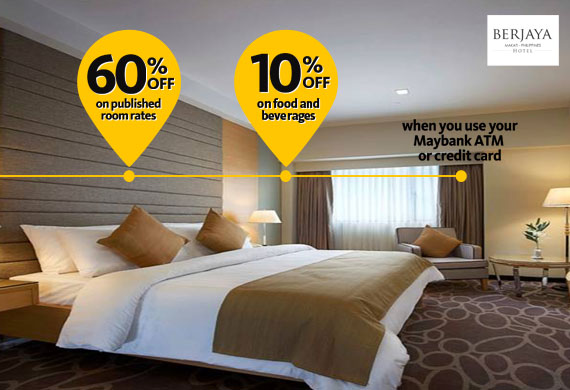 60% OFF
on published
room rates
10% OFF
on food and
beverages
when you use your
Maybank ATM
or credit card
BERJAYA
MAKATI · PHILIPPINES
HOTEL